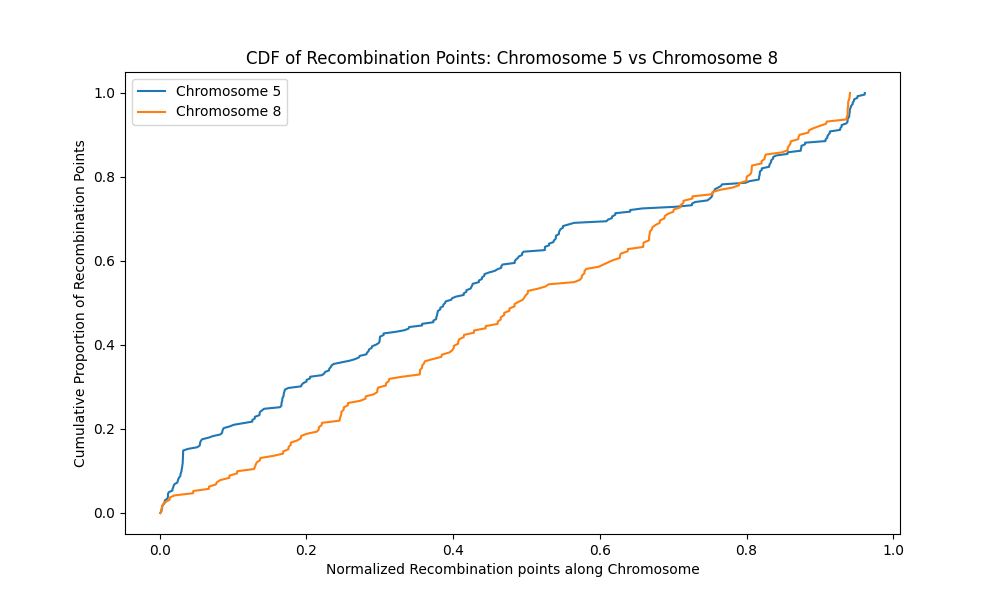 CDF of Recombination Points: Chromosome 5 vs Chromosome 8
Chromosome 5
Chromosome 8
1.0
0.8
0.6
0.4
0.2
0.0
Cumulative Proportion of Recombination Points
0.0 0.2 0.4 0.6 0.8 1.0
Normalized Recombination points along Chromosome